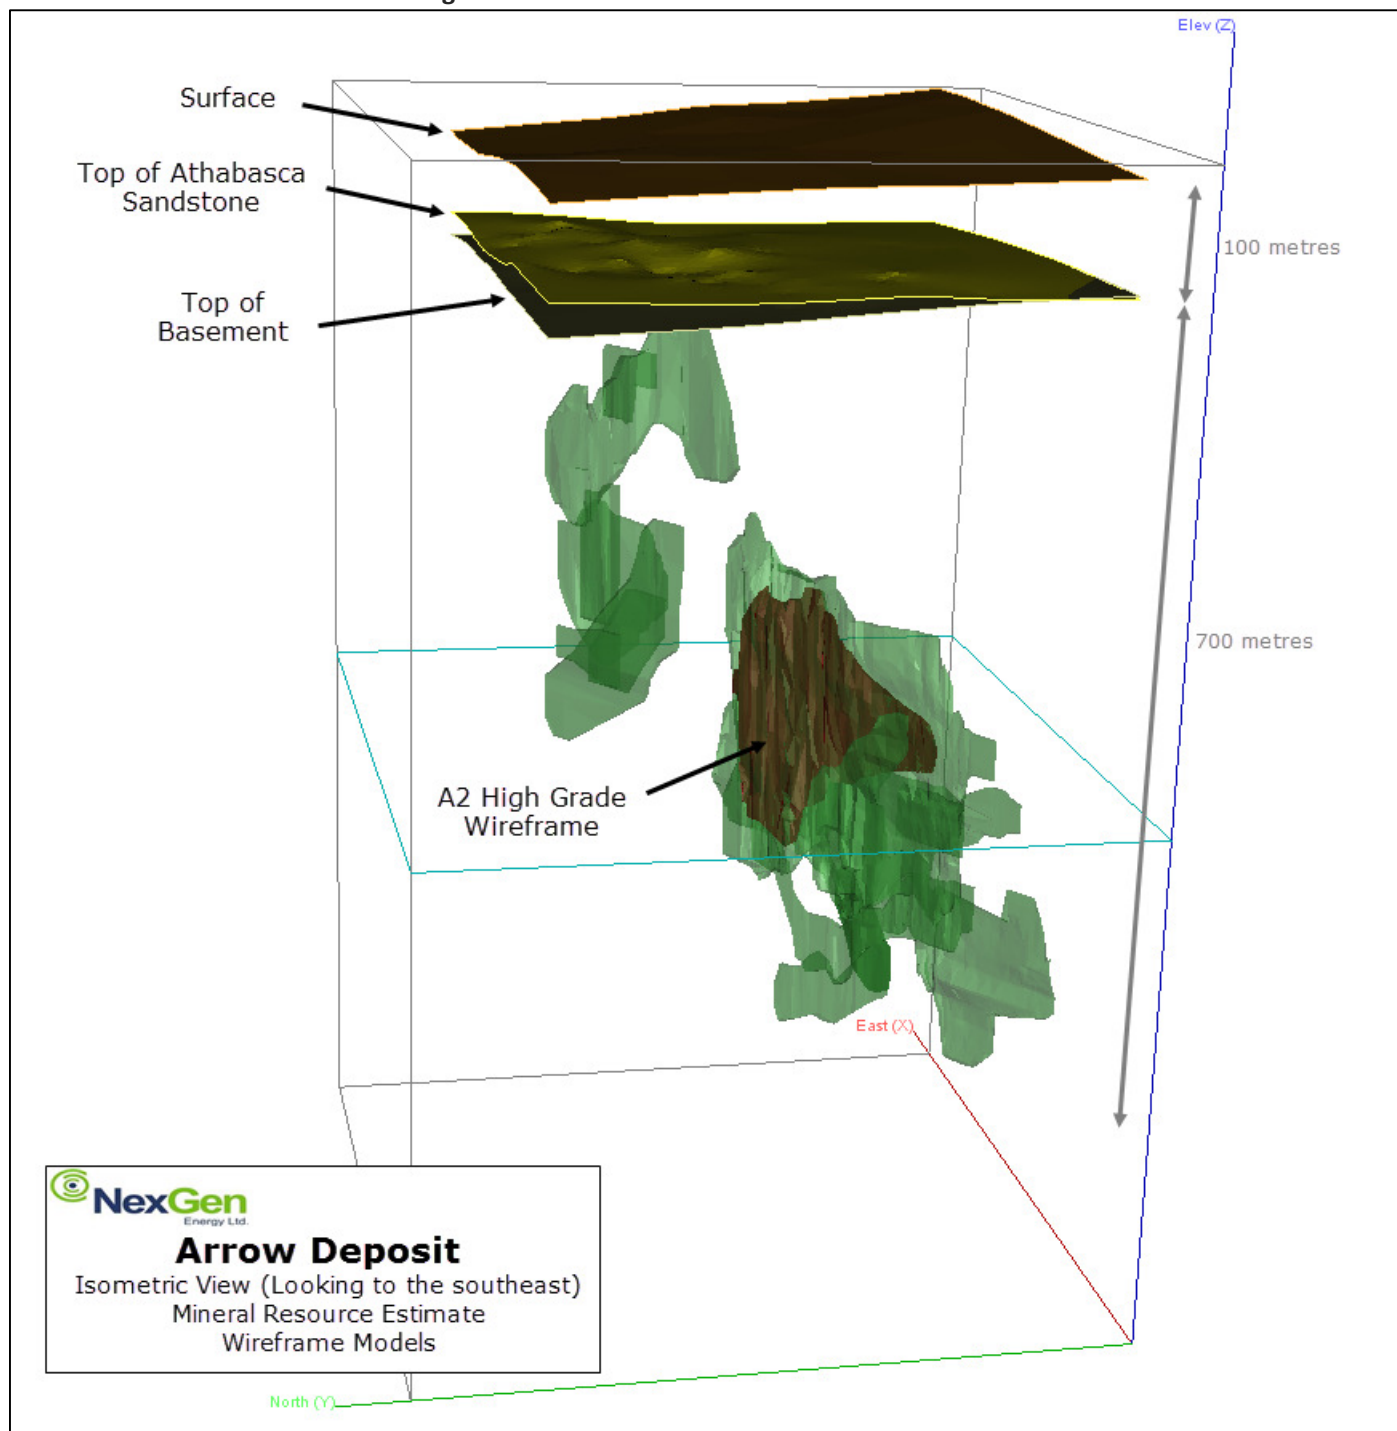 Elev (Z)
Surface
Top of Athabasca
Sandstone
100 metres
Top of
Basement
700 metres
A2 High Grade
Wireframe
East (X)
NexGen
Energy Ltd.
Arrow Deposit
Isometric View (Looking to the southeast)
Mineral Resource Estimate
Wireframe Models
North (Y)